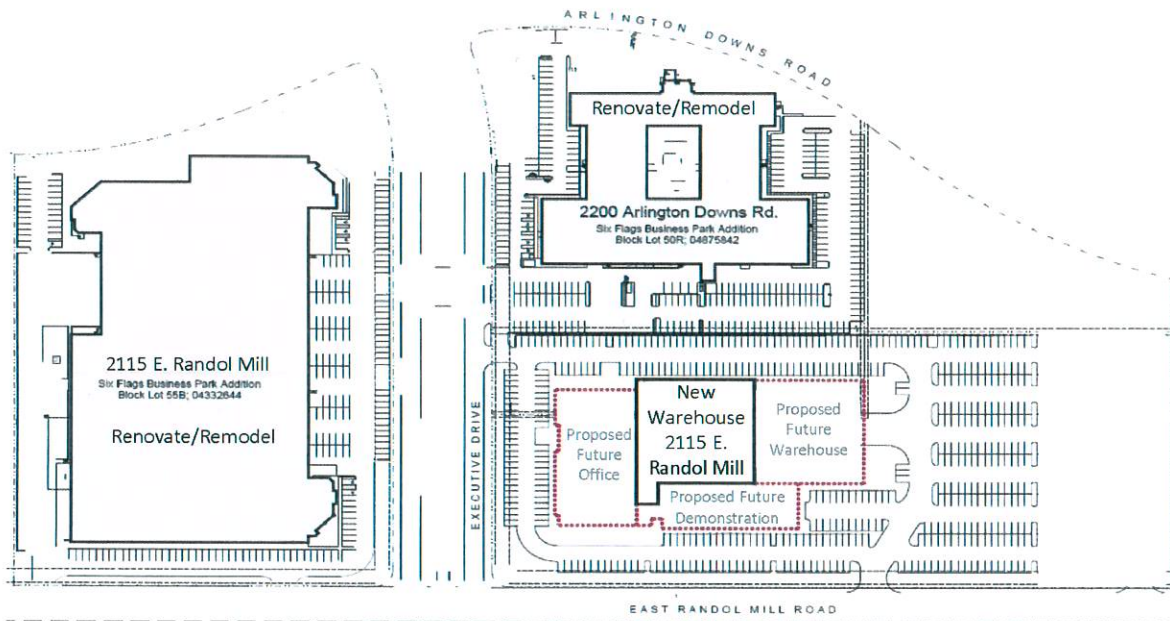 ARLINGTON DOWNS ROAD
Renovate/Remodel
2200 Arlington Downs Rd.
Six Flags Business Park Addition
Block Lot 50R; 04875842
2115 E. Randol Mill
Six Flags Business Park Addition
Block Lot 55B; 04332644
Renovate/Remodel
EXECUTIVE DRIVE
Proposed
Future
Office
New
Warehouse
2115 E.
Randol Mill
Proposed
Future
Warehouse
Proposed Future
Demonstration
EAST RANDOL MILL ROAD